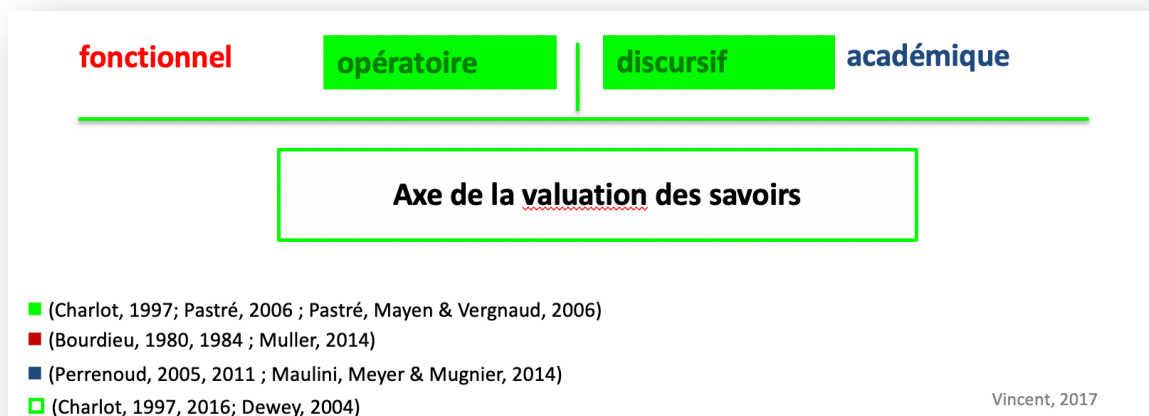 fonctionnel opératoire discursif académique
Axe de la valuation des savoirs
(Charlot, 1997; Pastré, 2006 ; Pastré, Mayen & Vergnaud, 2006)
(Bourdieu, 1980, 1984 ; Muller, 2014)
(Perrenoud, 2005, 2011 ; Maulini, Meyer & Mugnier, 2014)
(Charlot, 1997, 2016; Dewey, 2004)
Vincent, 2017